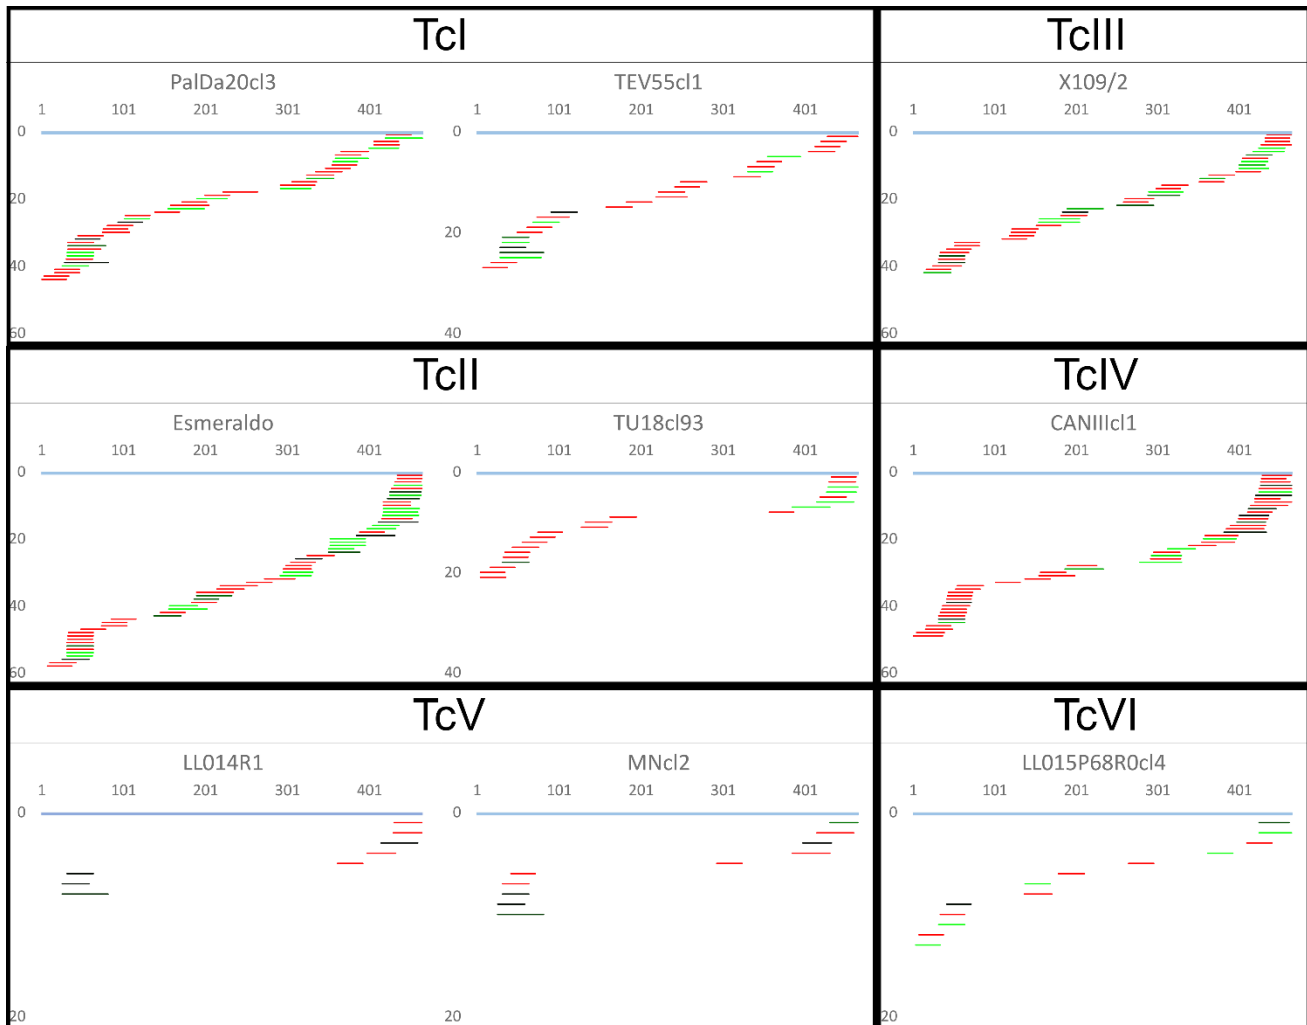 TcI TcIII
PalDa20cl3 TEV55cl1 X109/2
1 101 201 301 401 1 101 201 301 401 1 101 201 301 401
0 0 0
20 20 20
40
60 40 40
60
TcII TcIV
Esmeraldo TU18cl93 CANIIIcl1
1 101 201 301 401 1 101 201 301 401 1 101 201 301 401
0 0 0
20 20 20
40 40
60 40 60
TcV TcVI
LL014R1 MNcl2 LL015P68R0cl4
1 101 201 301 401 1 101 201 301 401 1 101 201 301 401
0 0 0
20 20 20